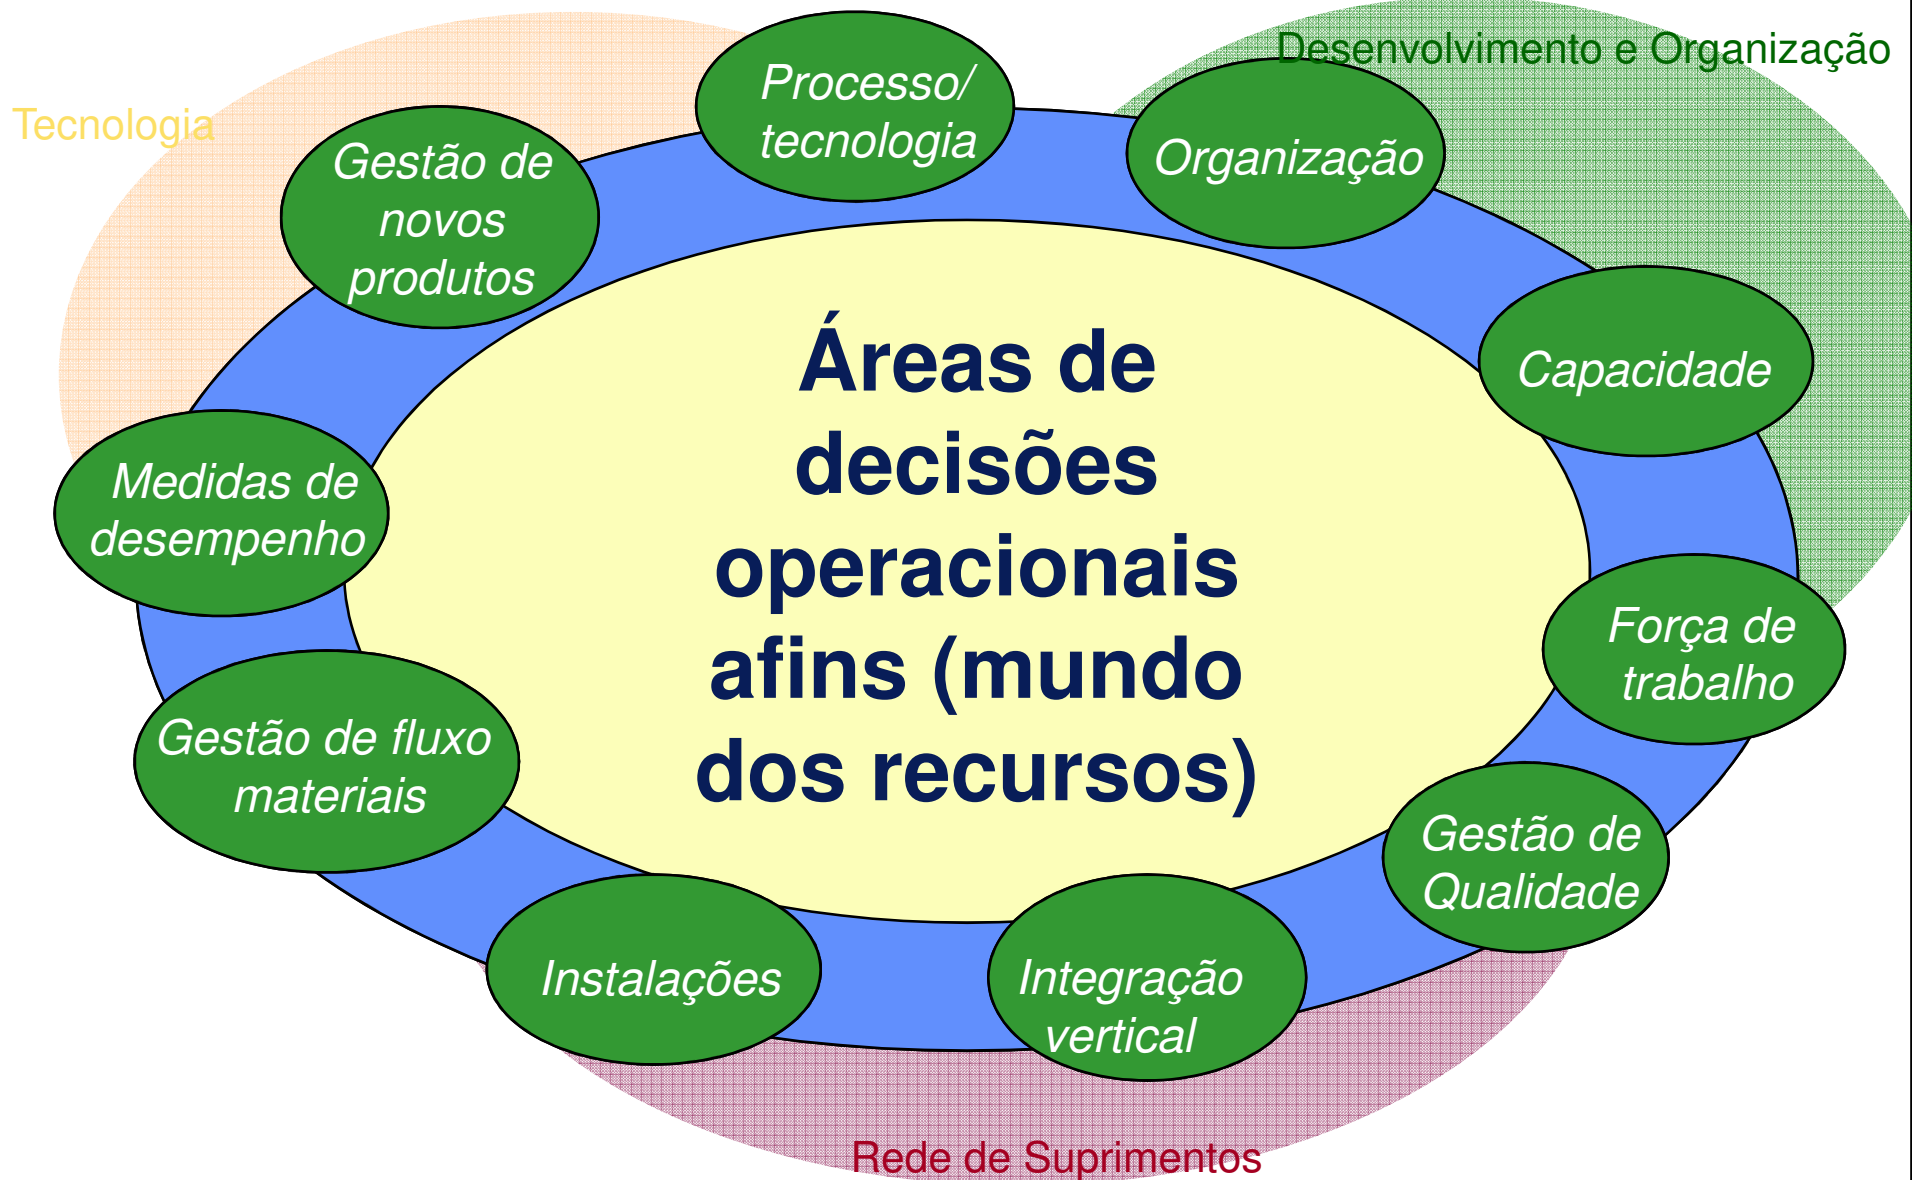 Desenvolvimento e Organização
Tecnologia
Processo/
tecnologia
Organização
Gestão de
novos
produtos
Capacidade
Áreas de
decisões
operacionais
afins (mundo
dos recursos)
Medidas de
desempenho
Força de
trabalho
Gestão de fluxo
materiais
Gestão de
Qualidade
Instalações
Integração
vertical
Rede de Suprimentos